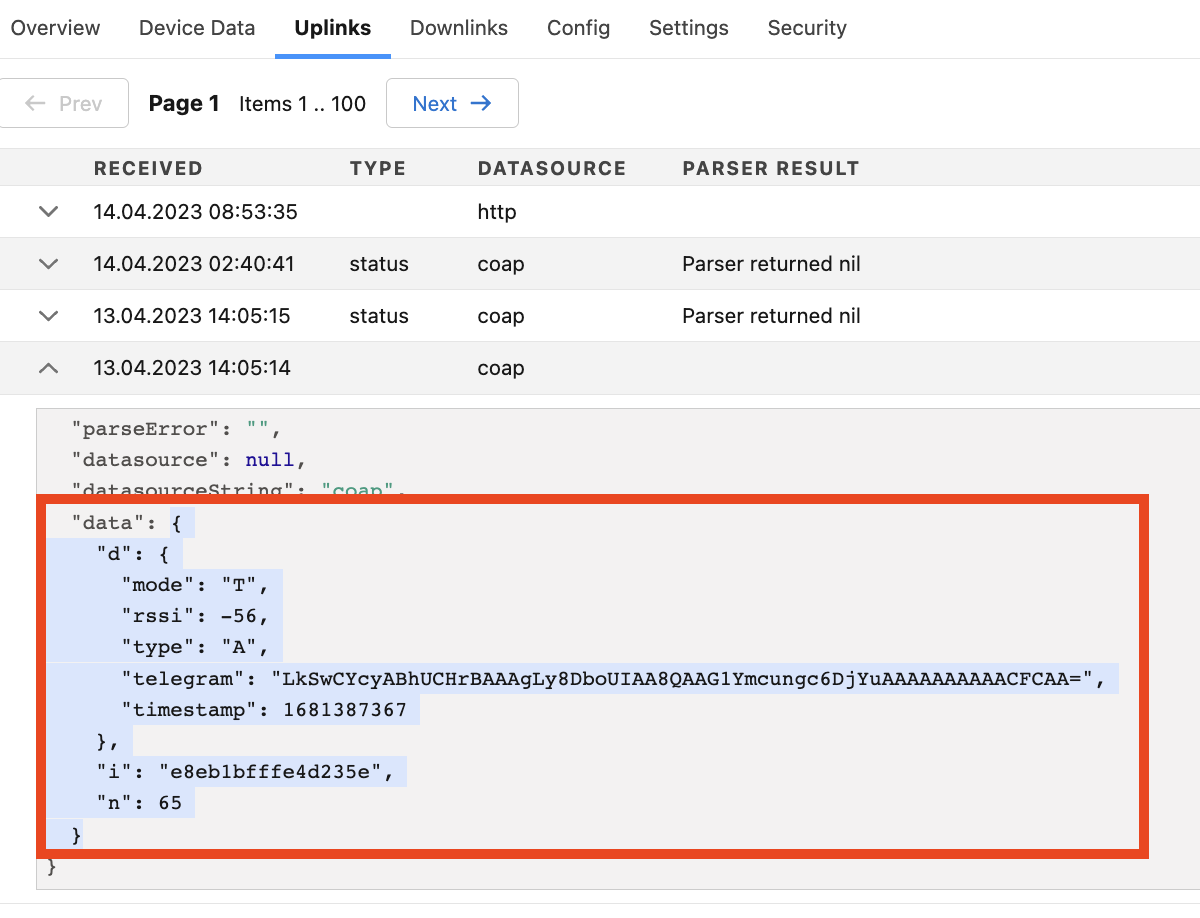 Overview Device Data Uplinks Downlinks Config Settings Security
← Prev Page 1 Items 1 .. 100 Next →
RECEIVED TYPE DATASOURCE PARSER RESULT
14.04.2023 08:53:35 http
14.04.2023 02:40:41 status coap Parser returned nil
13.04.2023 14:05:15 status coap Parser returned nil
13.04.2023 14:05:14 coap
"parseError": "",
"datasource": null,
"datasourceString": "coap",
"data": {
"d": {
"mode": "T",
"rssi": -56,
"type": "A",
"telegram": "LkSwCYcyABhUCHrBAAAgLy8DboUIAA8QAAG1Ymcungc6DjYuAAAAAAAAAACFCAA=",
"timestamp": 1681387367
},
"i": "e8eb1bfffe4d235e",
"n": 65
}
}